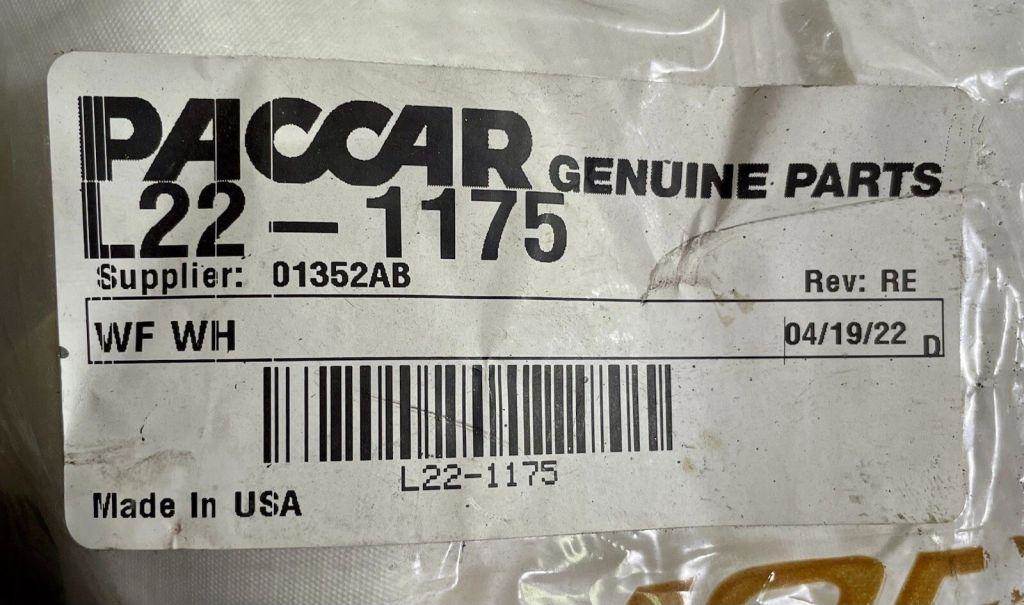 PACCAR GENUINE PARTS
L22-1175
Supplier: 01352AB Rev: RE
WF WH 04/19/22 D
L22-1175
Made In USA